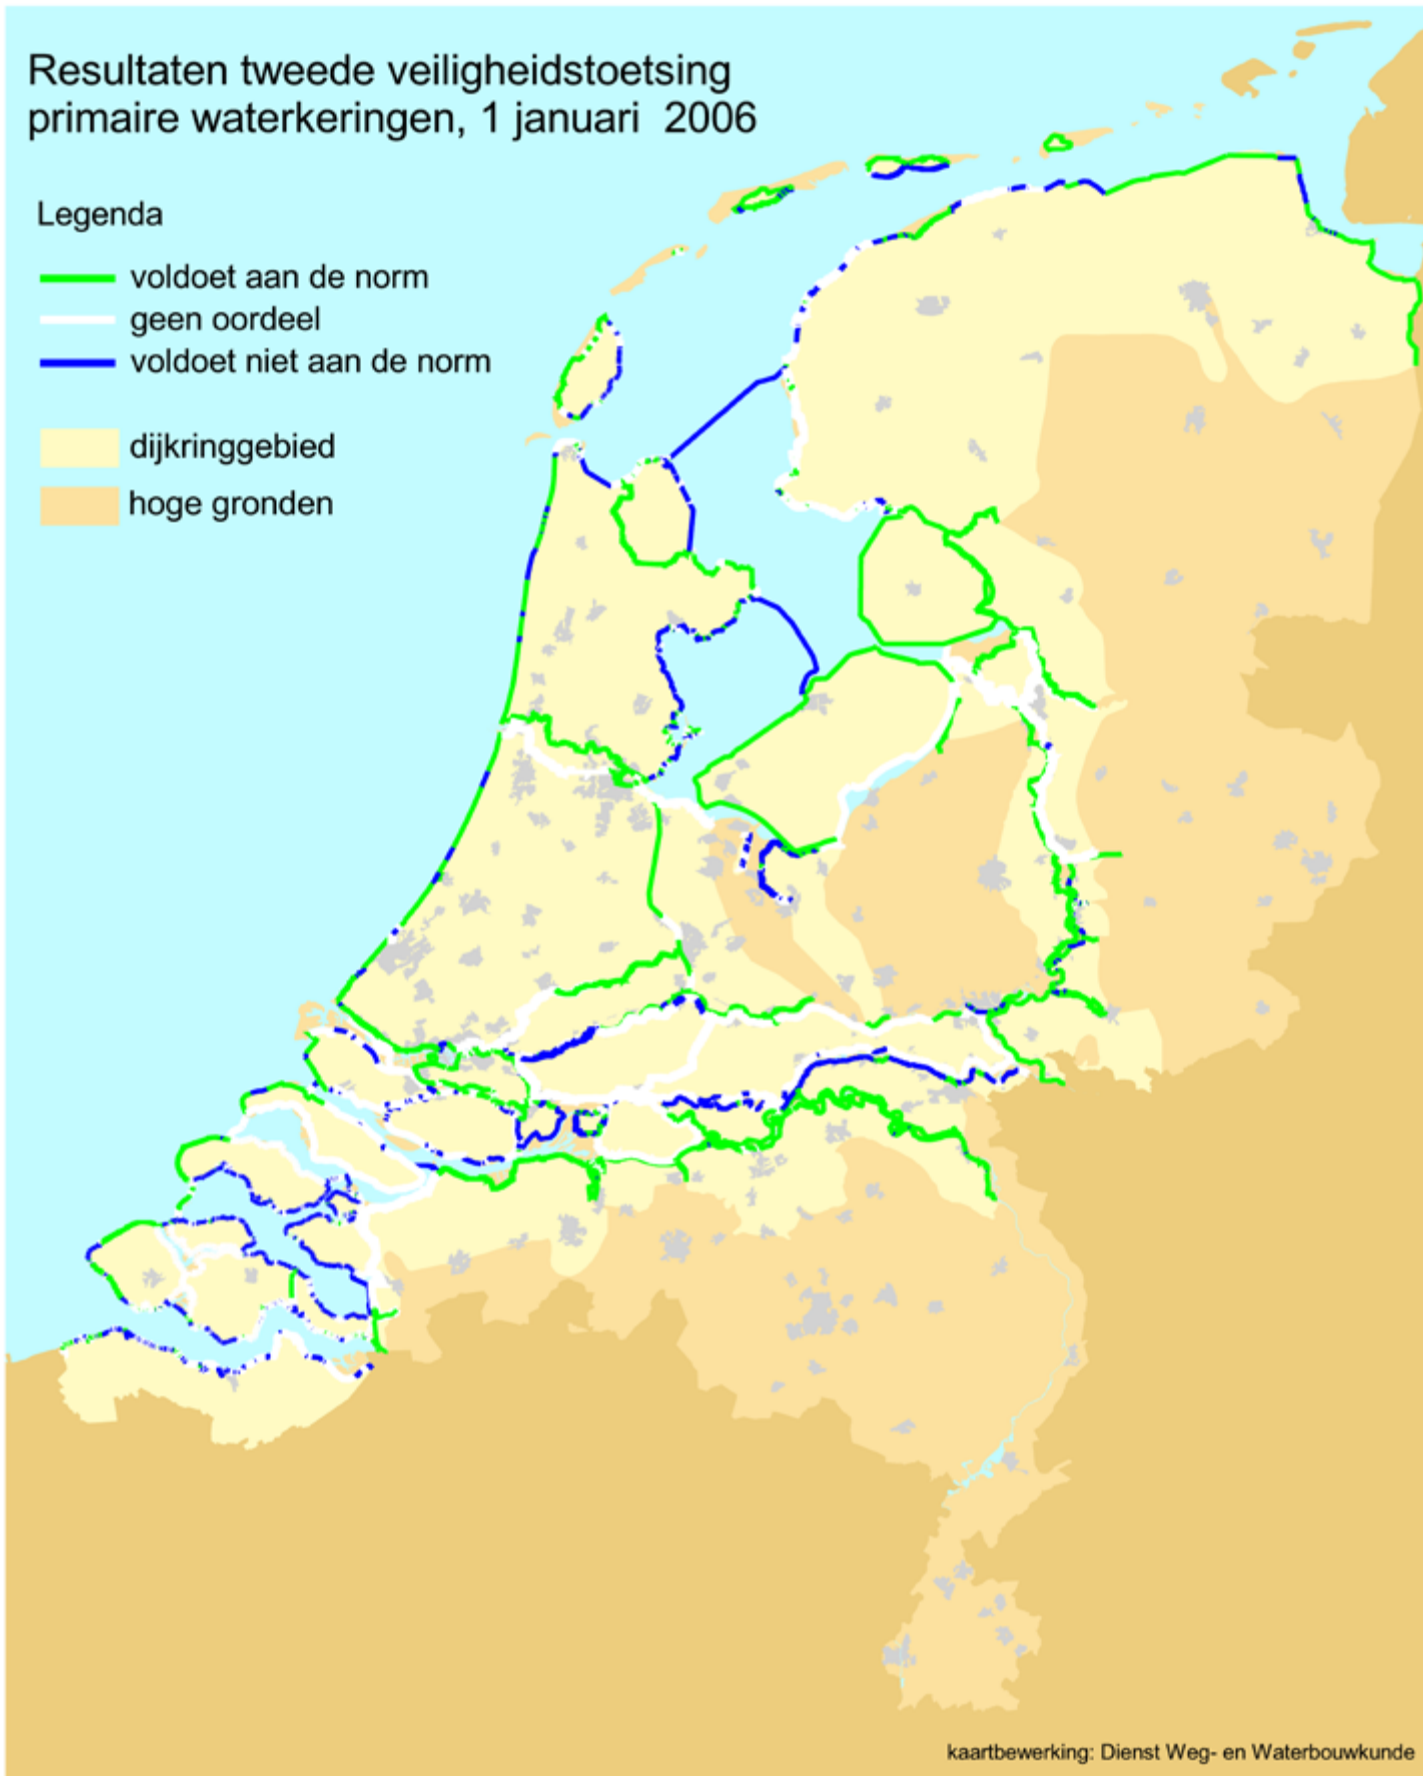 Resultaten tweede veiligheidstoetsing
primaire waterkeringen, 1 januari 2006
Legenda
voldoet aan de norm
geen oordeel
voldoet niet aan de norm
dijkringgebied
hoge gronden
kaartbewerking: Dienst Weg- en Waterbouwkunde